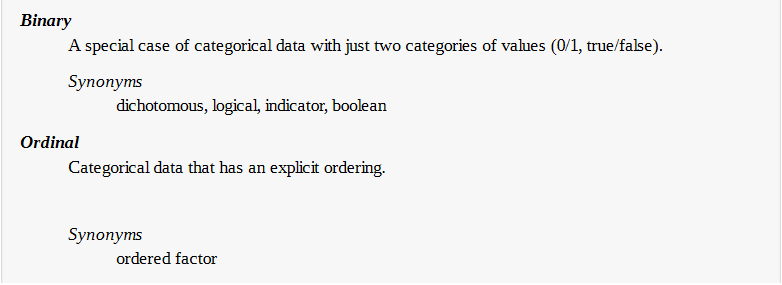 Binary
A special case of categorical data with just two categories of values (0/1, true/false).
Synonyms
dichotomous, logical, indicator, boolean
Ordinal
Categorical data that has an explicit ordering.
Synonyms
ordered factor